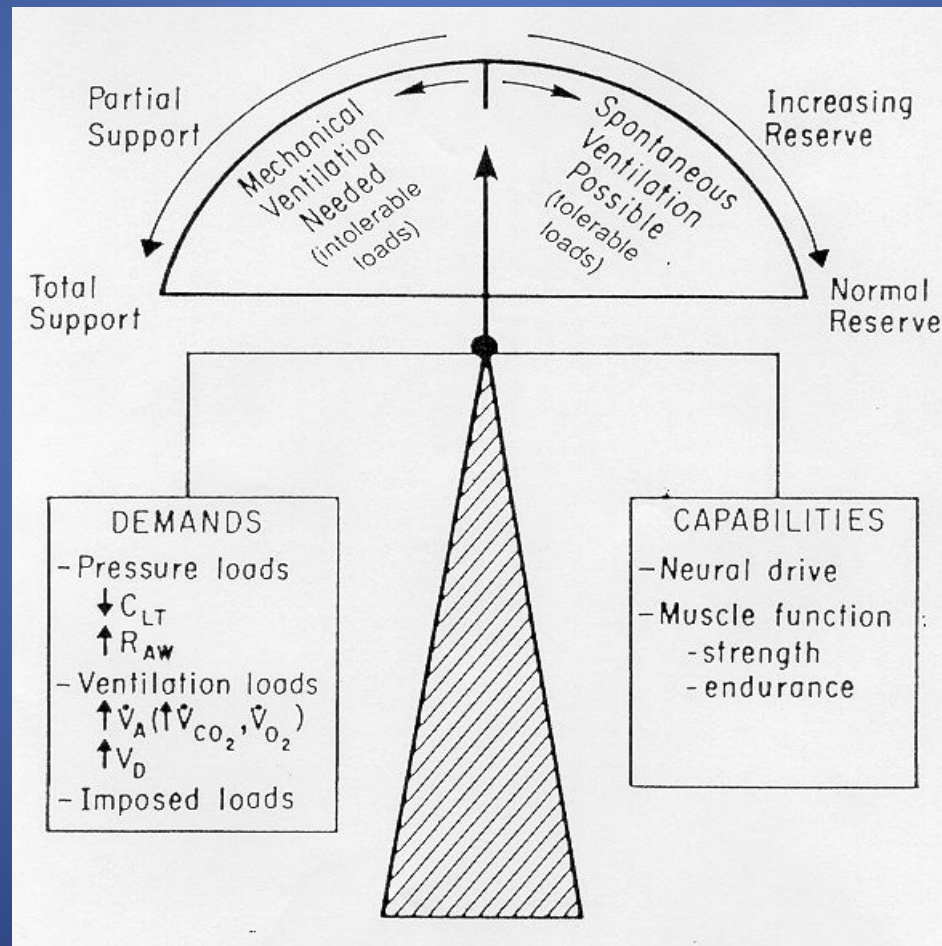 Partial
Support
Mechanical
Ventilation
Needed
(intolerable
loads)
Spontaneous
Ventilation
Possible
(tolerable
loads)
Increasing
Reserve
Total
Support
Normal
Reserve
DEMANDS
-Pressure loads
↓ C_LT
↑ R_AW
-Ventilation loads
↑ V̇_A (↑ V̇_CO₂, V̇_O₂)
↑ V_D
-Imposed loads
CAPABILITIES
-Neural drive
-Muscle function
-strength
-endurance